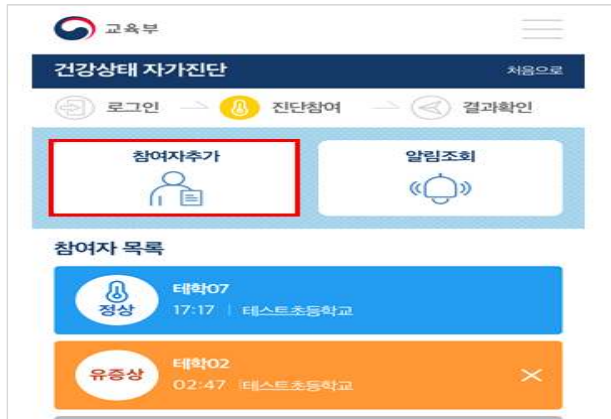 교육부
건강상태 자가진단 처음으로
로그인 진단참여 결과확인
참여자추가 알림조회
참여자 목록
테학07
정상 17:17 | 테스트초등학교
테학02
유증상 02:47 테스트초등학교